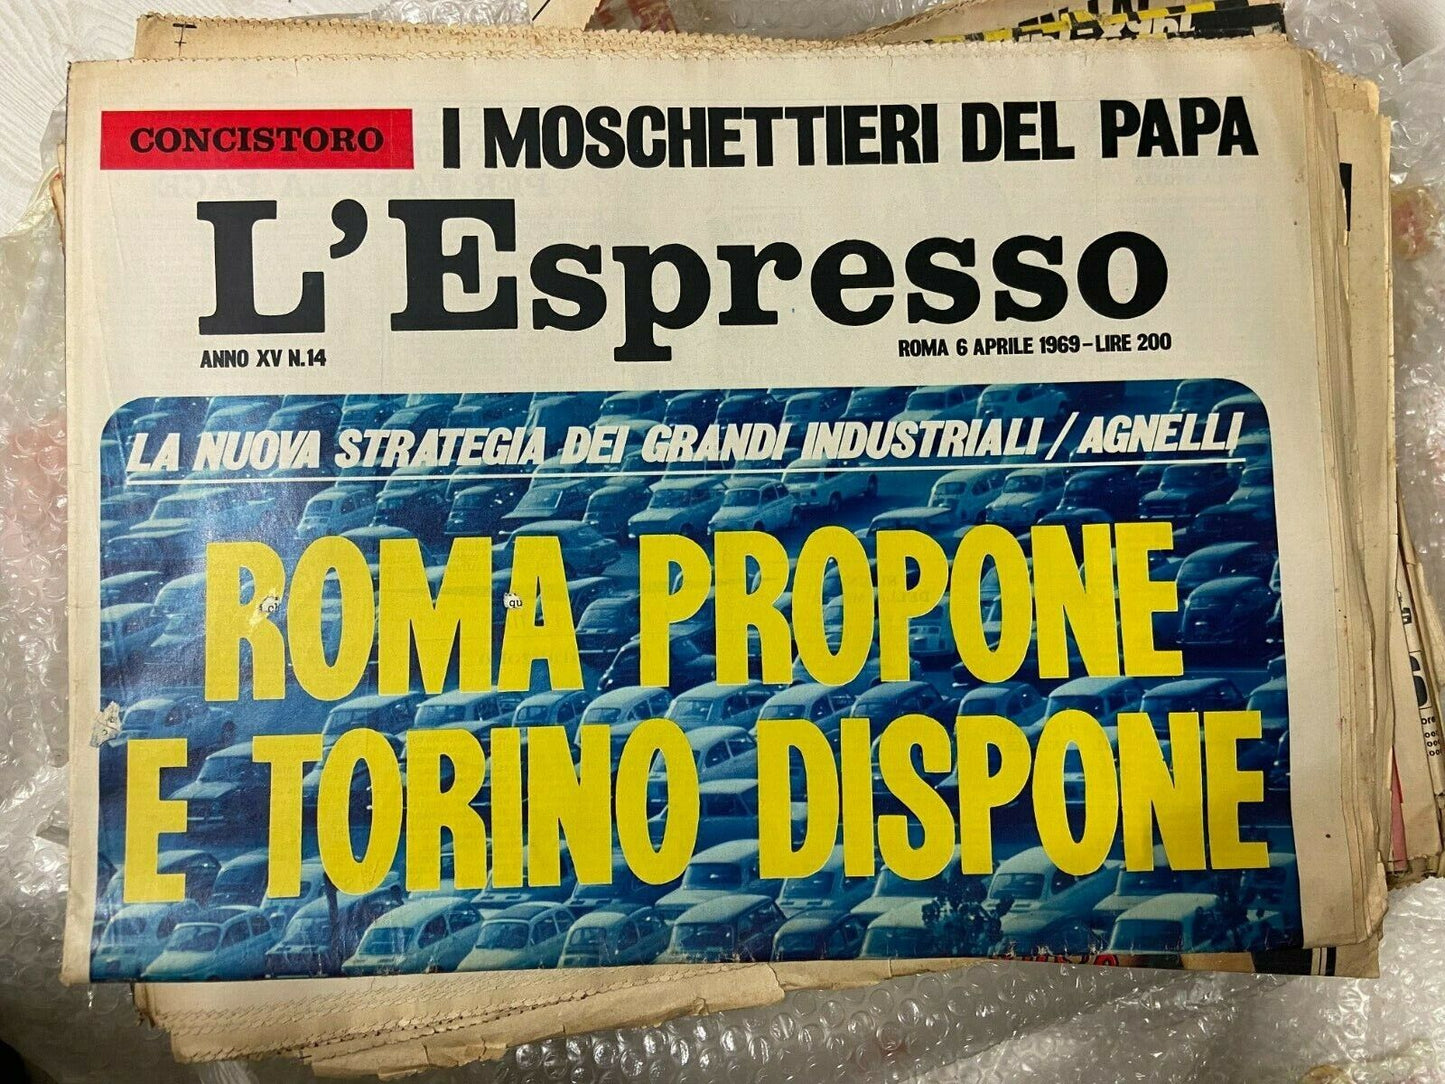 CONCISTORO I MOSCHETTIERI DEL PAPA
L'Espresso
ANNO XV N.14
ROMA 6 APRILE 1969-LIRE 200
LA NUOVA STRATEGIA DEI GRANDI INDUSTRIALI/AGNELLI
ROMA PROPONE
E TORINO DISPONE